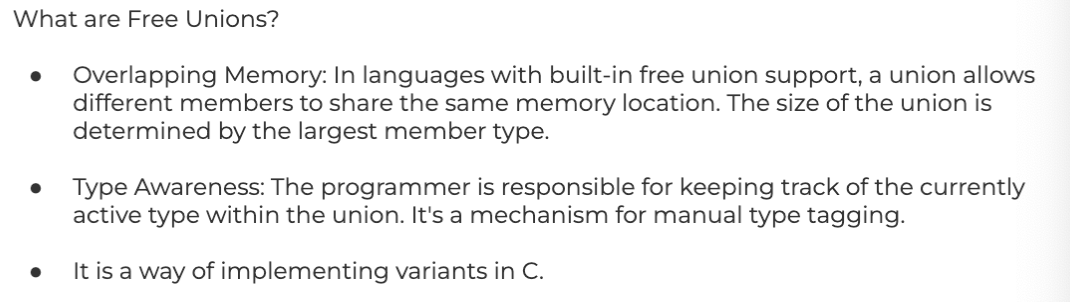 What are Free Unions?
● Overlapping Memory: In languages with built-in free union support, a union allows
different members to share the same memory location. The size of the union is
determined by the largest member type.
● Type Awareness: The programmer is responsible for keeping track of the currently
active type within the union. It's a mechanism for manual type tagging.
● It is a way of implementing variants in C.